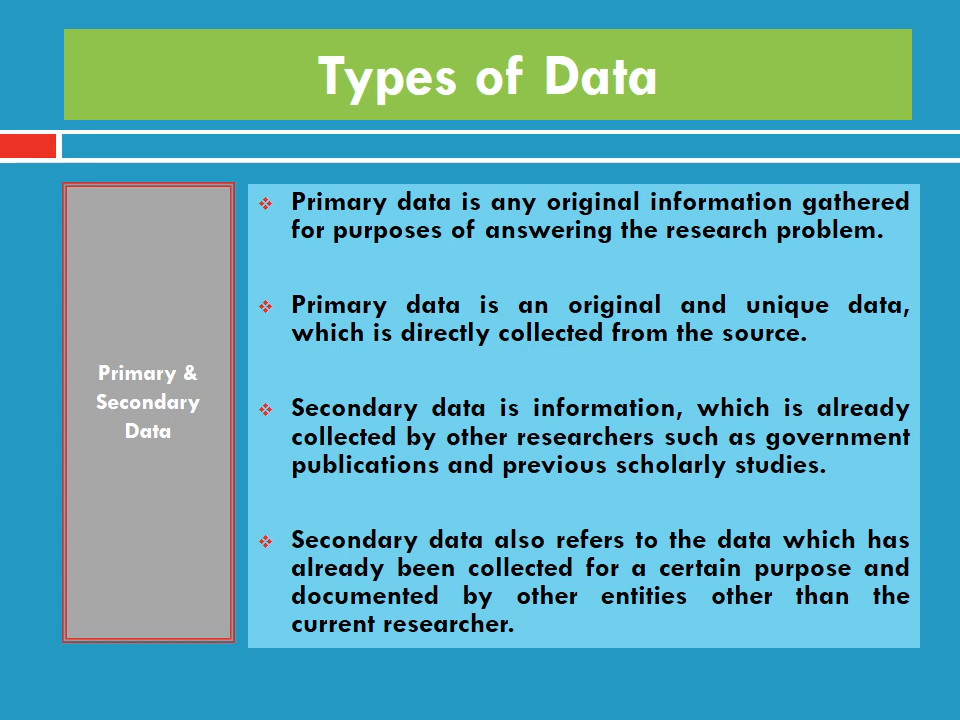 Types of Data
Primary &
Secondary
Data
Primary data is any original information gathered
for purposes of answering the research problem.
Primary data is an original and unique data,
which is directly collected from the source.
Secondary data is information, which is already
collected by other researchers such as government
publications and previous scholarly studies.
Secondary data also refers to the data which has
already been collected for a certain purpose and
documented by other entities other than the
current researcher.